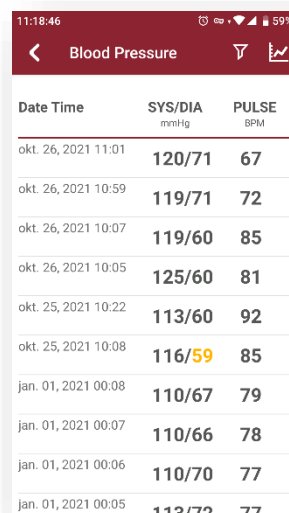 11:18:46 59%
Blood Pressure
Date Time SYS/DIA PULSE
mmHg BPM
okt. 26, 2021 11:01 120/71 67
okt. 26, 2021 10:59 119/71 72
okt. 26, 2021 10:07 119/60 85
okt. 26, 2021 10:05 125/60 81
okt. 25, 2021 10:22 113/60 92
okt. 25, 2021 10:08 116/59 85
jan. 01, 2021 00:08 110/67 79
jan. 01, 2021 00:07 110/66 78
jan. 01, 2021 00:06 110/70 77
jan. 01, 2021 00:05 113/72 77